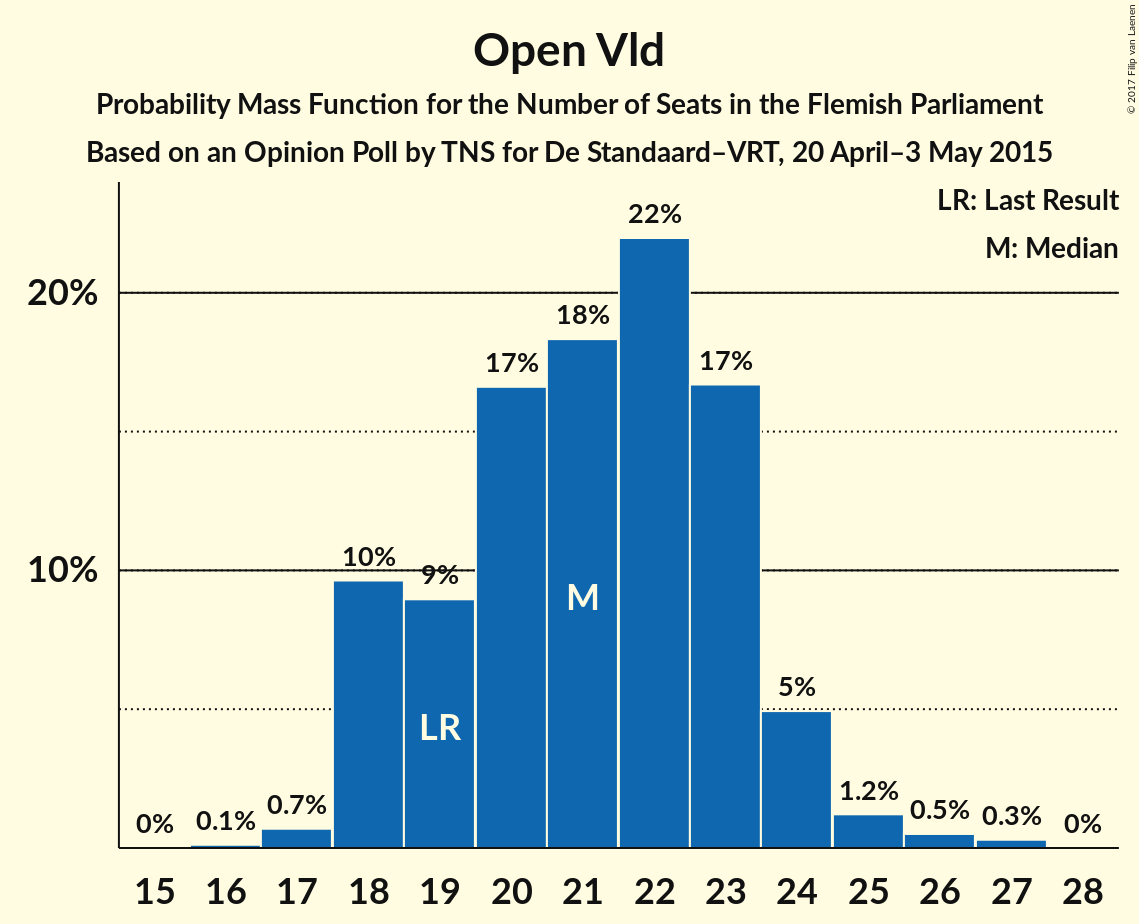 Open Vld
Probability Mass Function for the Number of Seats in the Flemish Parliament
Based on an Opinion Poll by TNS for De Standaard–VRT, 20 April–3 May 2015
© 2017 Filip van Laenen
LR: Last Result
M: Median
20%
10%
0%
0.1%
0.7%
10%
9%
17%
18%
22%
17%
5%
1.2%
0.5%
0.3%
0%
LR
M
15 16 17 18 19 20 21 22 23 24 25 26 27 28